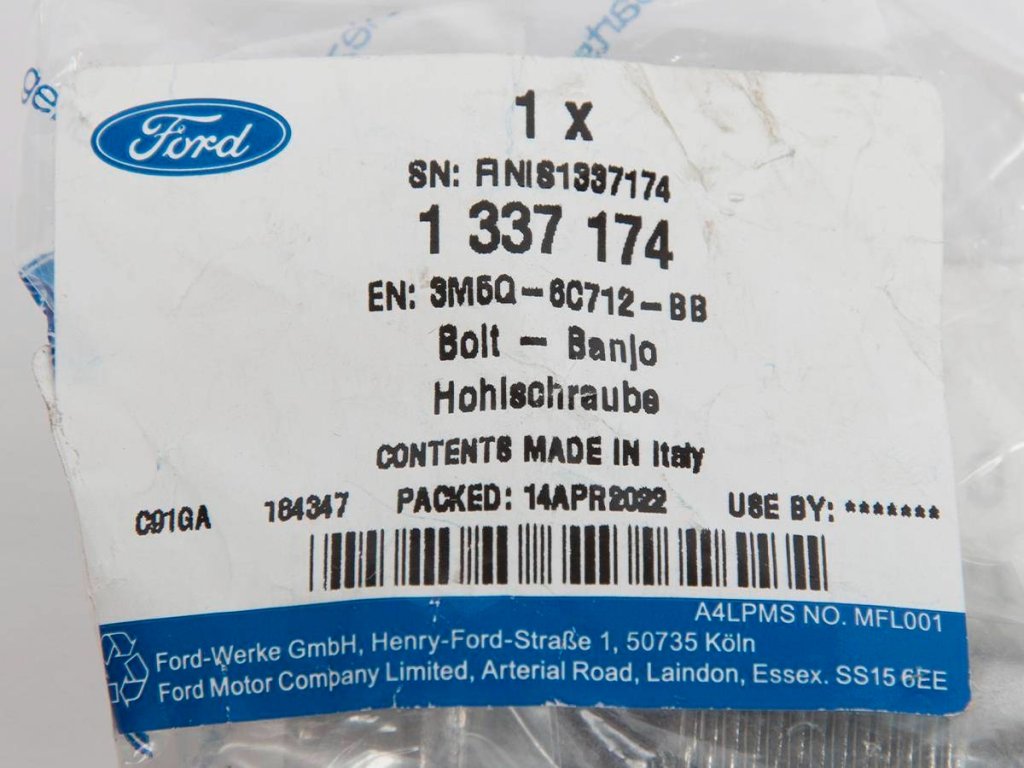 parts
Ford
1 x
SN: FINIS1337174
1 337 174
EN: 3M5Q-6C712-BB
Bolt - Banjo
Hohlschraube
CONTENTS MADE IN Italy
C91GA 184347 PACKED: 14APR2022 USE BY: *******
A4LPMS NO. MFL001
Ford-Werke GmbH, Henry-Ford-Straße 1, 50735 Köln
Ford Motor Company Limited, Arterial Road, Laindon, Essex. SS15 6EE